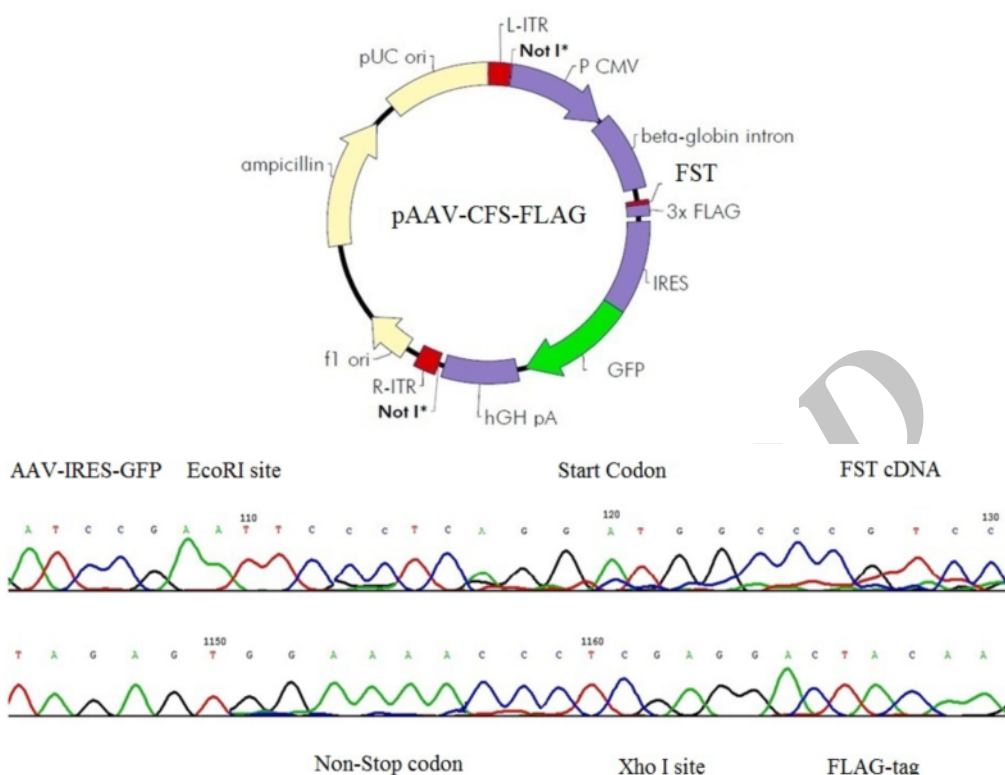 L-ITR
Not I*
pUC ori
P CMV
beta-globin intron
ampicillin
FST
pAAV-CFS-FLAG
3x FLAG
IRES
f1 ori
GFP
R-ITR
Not I*
hGH pA
AAV-IRES-GFP EcoRI site Start Codon FST cDNA
110 120 130
A T C C G A A T T C C C T C A G G A T G G C C C G T C C
1150 1160
T A G A G T G G A A A A C C C T C G A G G A C T A C A A
Non-Stop codon Xho I site FLAG-tag